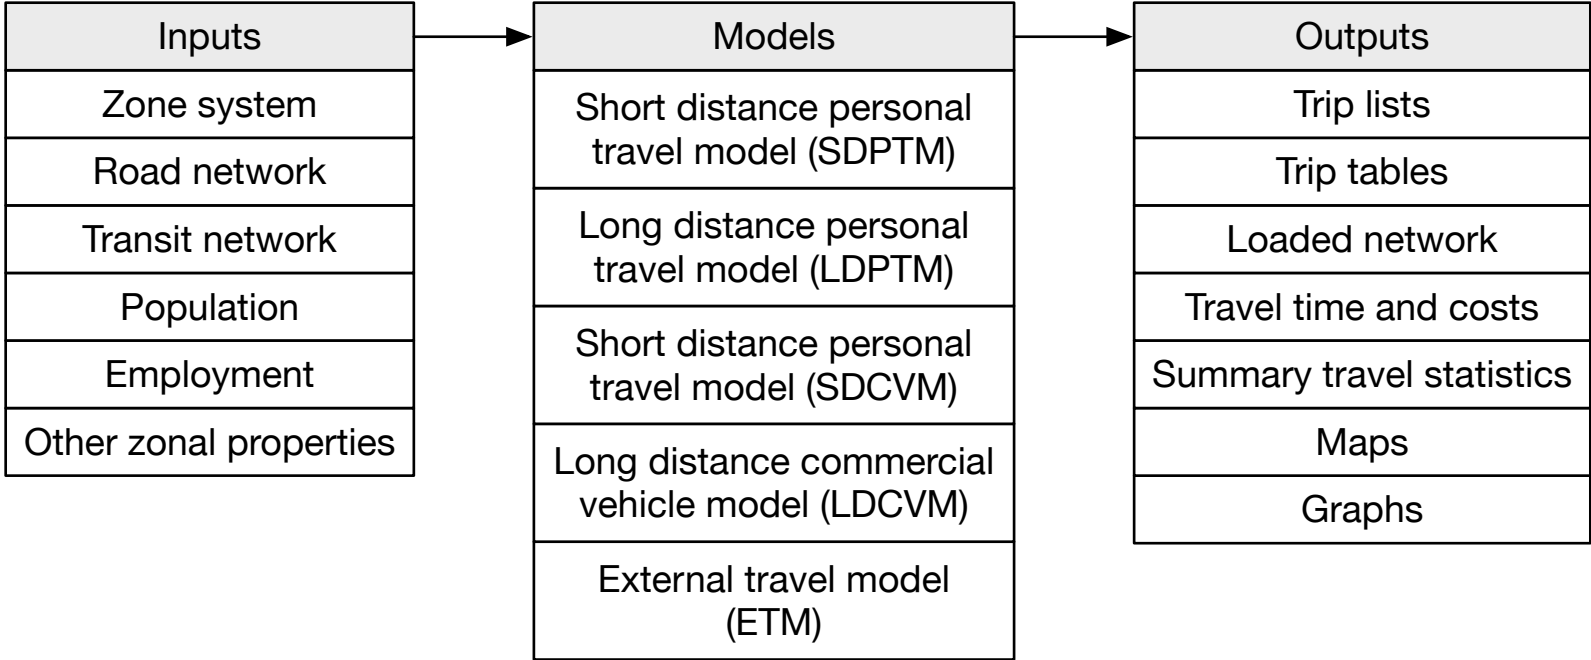 Inputs
Zone system
Road network
Transit network
Population
Employment
Other zonal properties
Models
Short distance personal
travel model (SDPTM)
Long distance personal
travel model (LDPTM)
Short distance personal
travel model (SDCVM)
Long distance commercial
vehicle model (LDCVM)
External travel model
(ETM)
Outputs
Trip lists
Trip tables
Loaded network
Travel time and costs
Summary travel statistics
Maps
Graphs